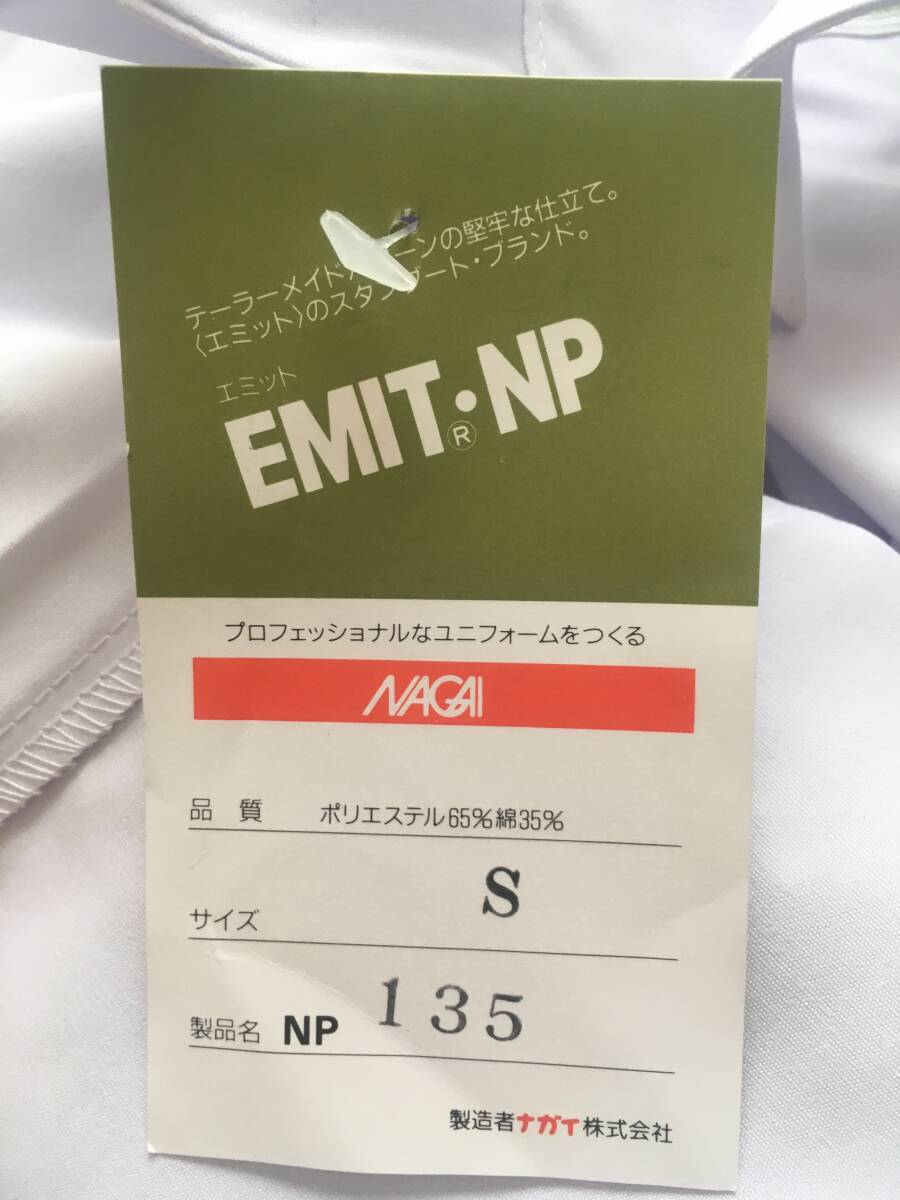 テーラーメイド ーンの堅牢な仕立て。
〈エミット〉のスタンダート・ブランド。
エミット
EMIT®・NP
プロフェッショナルなユニフォームをつくる
NAGAI
品質 ポリエステル65%綿35%
サイズ S
製品名 NP 135
製造者ナガイ株式会社